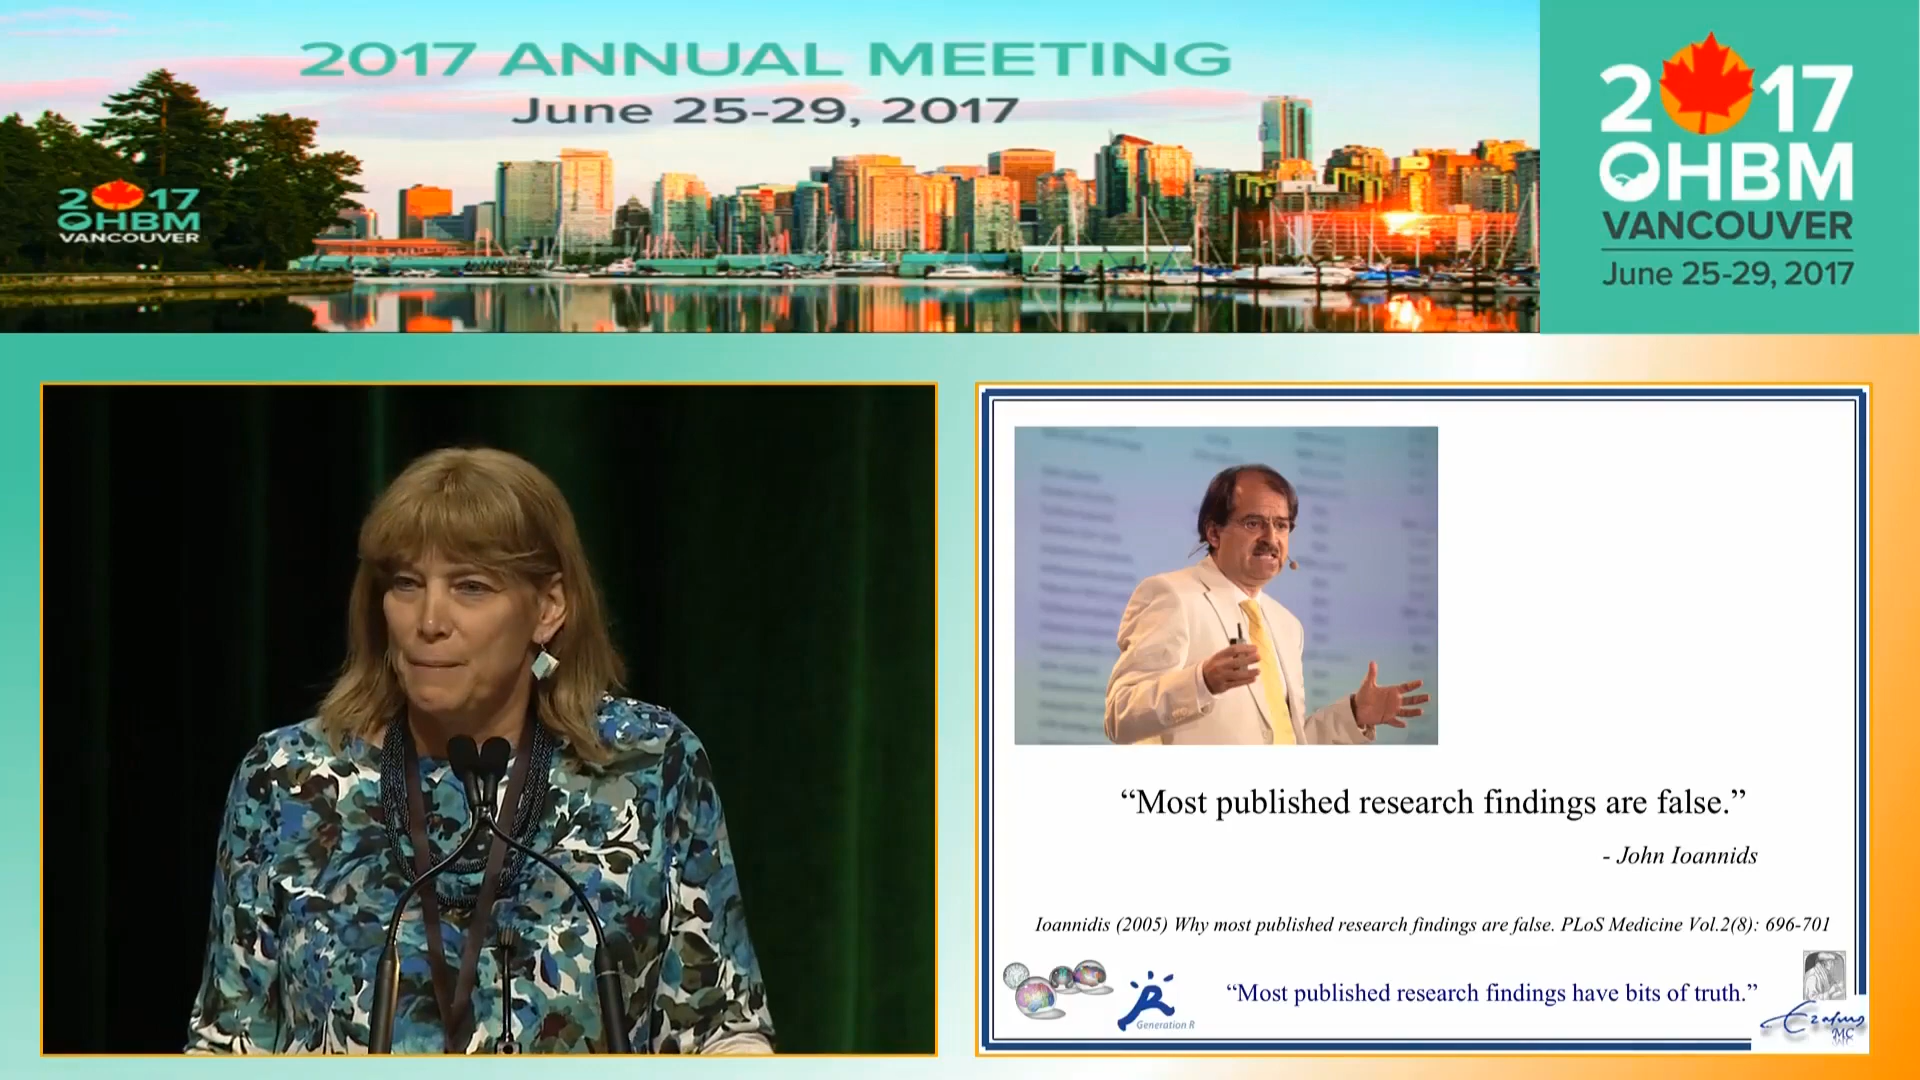 2017 ANNUAL MEETING
June 25-29, 2017
2017
OHBM
VANCOUVER
2017
OHBM
VANCOUVER
June 25-29, 2017
“Most published research findings are false.”
- John Ioannids
Ioannidis (2005) Why most published research findings are false. PLoS Medicine Vol.2(8): 696-701
Generation R
“Most published research findings have bits of truth.”
Erasmus
MC